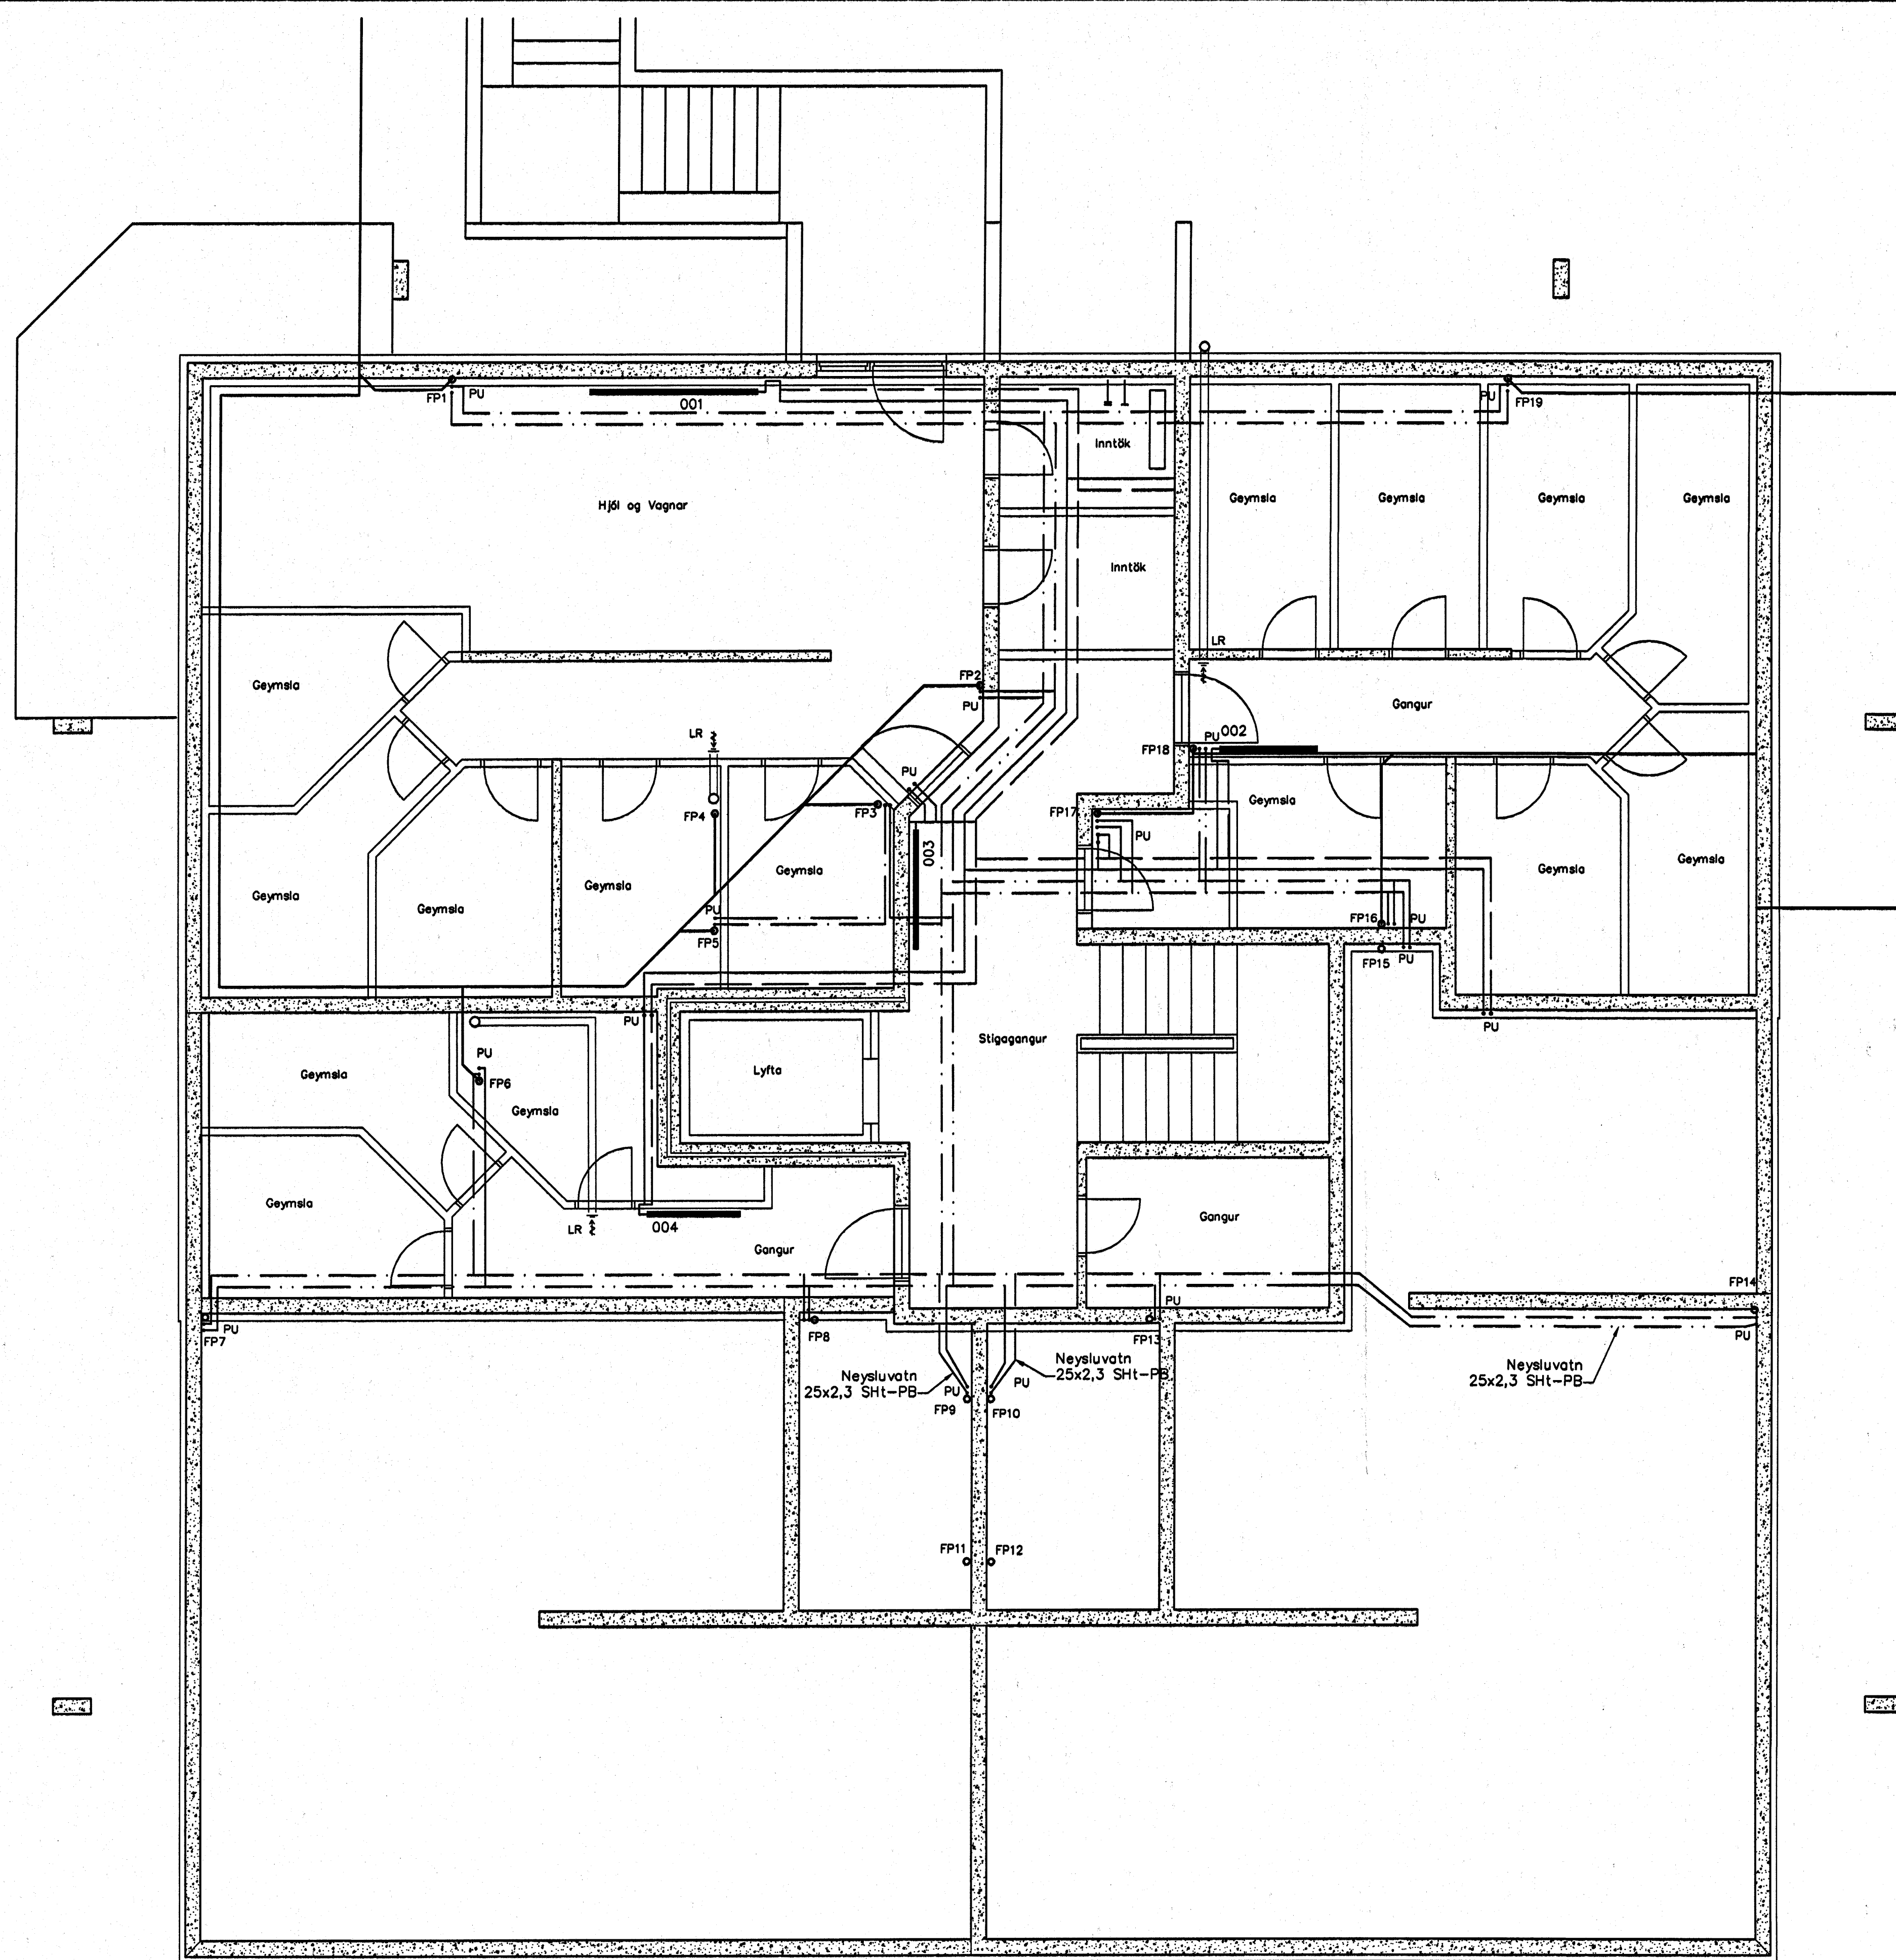 FP1
PU
001
PU
FP19
Inntök
Hjól og Vagnar
Geymsla
Geymsla
Geymsla
Geymsla
Inntök
LR
FP2
PU
Geymsla
Gangur
LR
FP18
PU
002
PU
FP4
FP3
Geymsla
FP17
PU
003
Geymsla
Geymsla
Geymsla
Geymsla
Geymsla
Geymsla
PU
FP5
FP16
PU
FP15
PU
PU
PU
Stigagangur
PU
FP6
Geymsla
Lyfta
Geymsla
Geymsla
LR
004
Gangur
Gangur
FP14
PU
FP7
PU
FP8
FP13
PU
Neysluvatn
25x2,3 SHt-PB
Neysluvatn
25x2,3 SHt-PB
Neysluvatn
25x2,3 SHt-PB
PU
PU
FP9
FP10
FP11
FP12